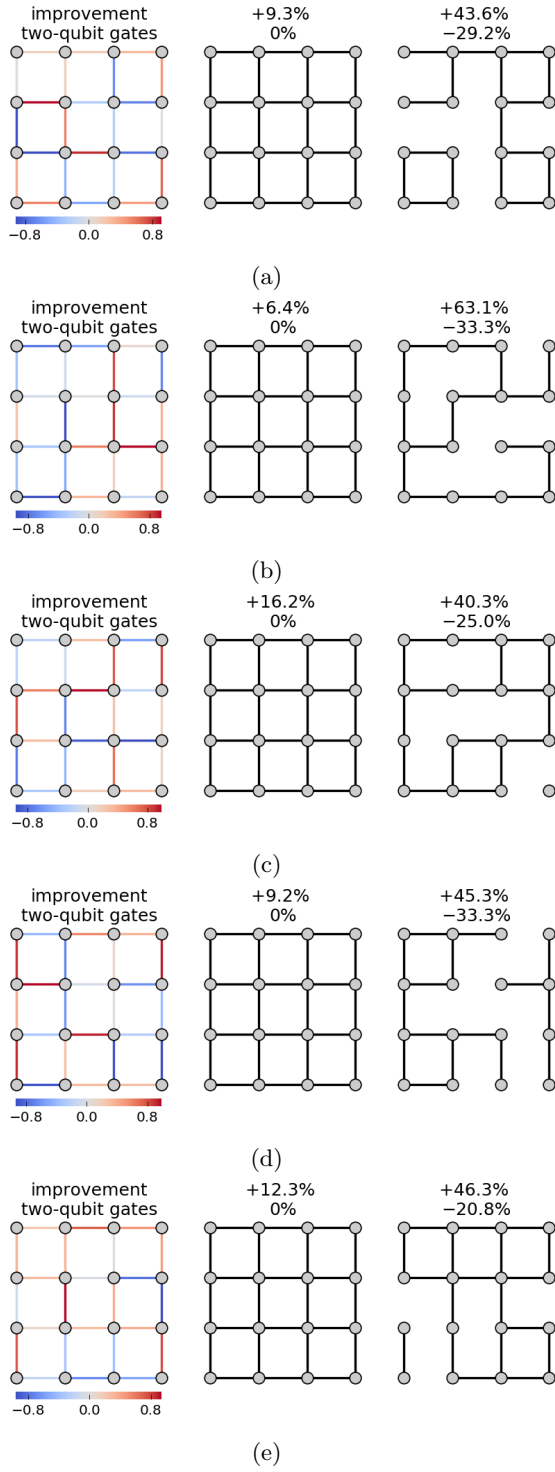 improvement +9.3% +43.6%
two-qubit gates 0% −29.2%
−0.8 0.0 0.8
(a)
improvement +6.4% +63.1%
two-qubit gates 0% −33.3%
−0.8 0.0 0.8
(b)
improvement +16.2% +40.3%
two-qubit gates 0% −25.0%
−0.8 0.0 0.8
(c)
improvement +9.2% +45.3%
two-qubit gates 0% −33.3%
−0.8 0.0 0.8
(d)
improvement +12.3% +46.3%
two-qubit gates 0% −20.8%
−0.8 0.0 0.8
(e)